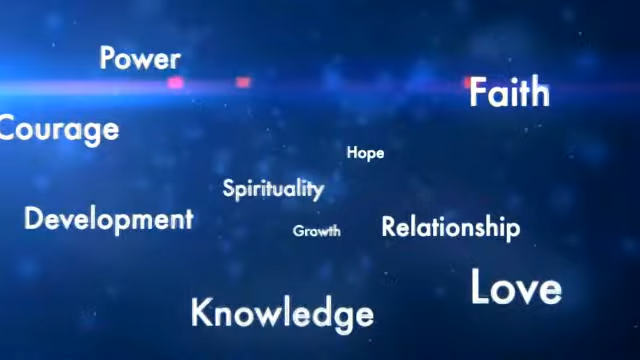 Power
Faith
Courage
Hope
Spirituality
Development
Relationship
Growth
Love
Knowledge